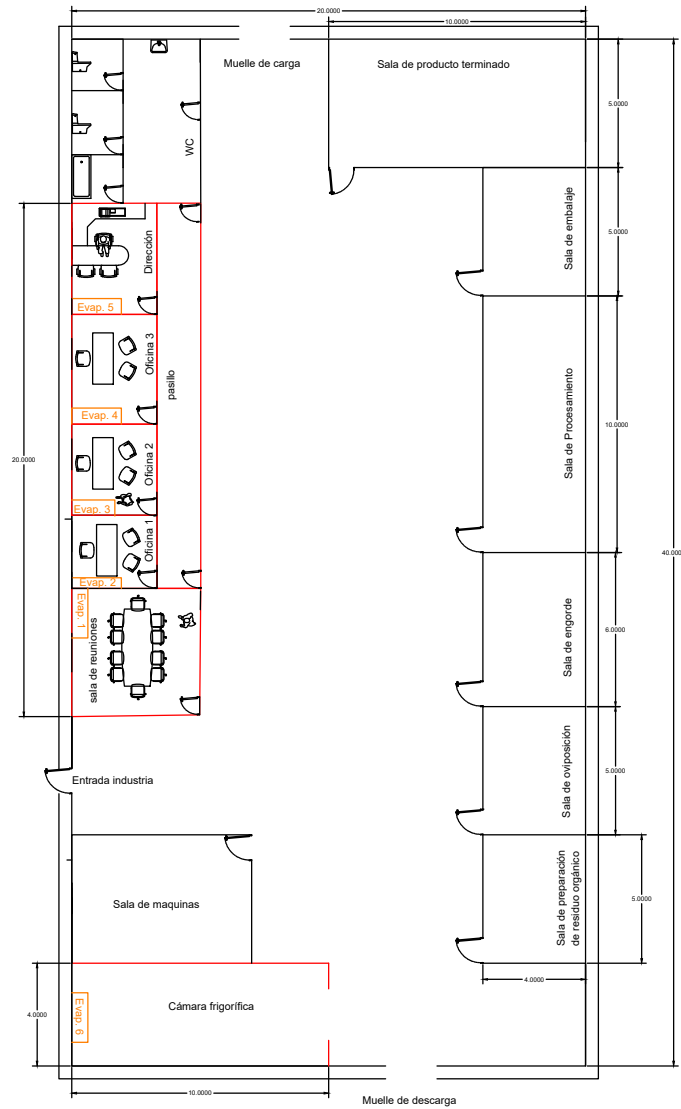 20.0000
10.0000
Muelle de carga
Sala de producto terminado
5.0000
WC
Sala de embalaje
5.0000
Dirección
Evap. 5
Oficina 3
pasillo
Evap. 4
Sala de Procesamiento
10.0000
20.0000
Oficina 2
Evap. 3
Oficina 1
Evap. 2
40.0000
Evap. 1
sala de reuniones
Sala de engorde
6.0000
Entrada industria
Sala de oviposición
5.0000
Sala de maquinas
Sala de preparación
de residuo orgánico
5.0000
4.0000
4.0000
Evap. 6
Cámara frigorífica
10.0000
Muelle de descarga